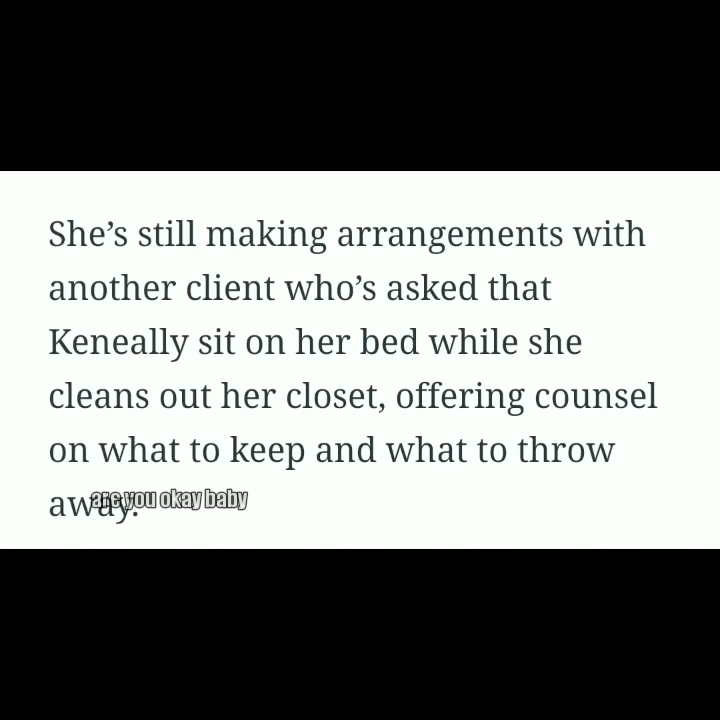 She’s still making arrangements with
another client who’s asked that
Keneally sit on her bed while she
cleans out her closet, offering counsel
on what to keep and what to throw
away.
are you okay baby